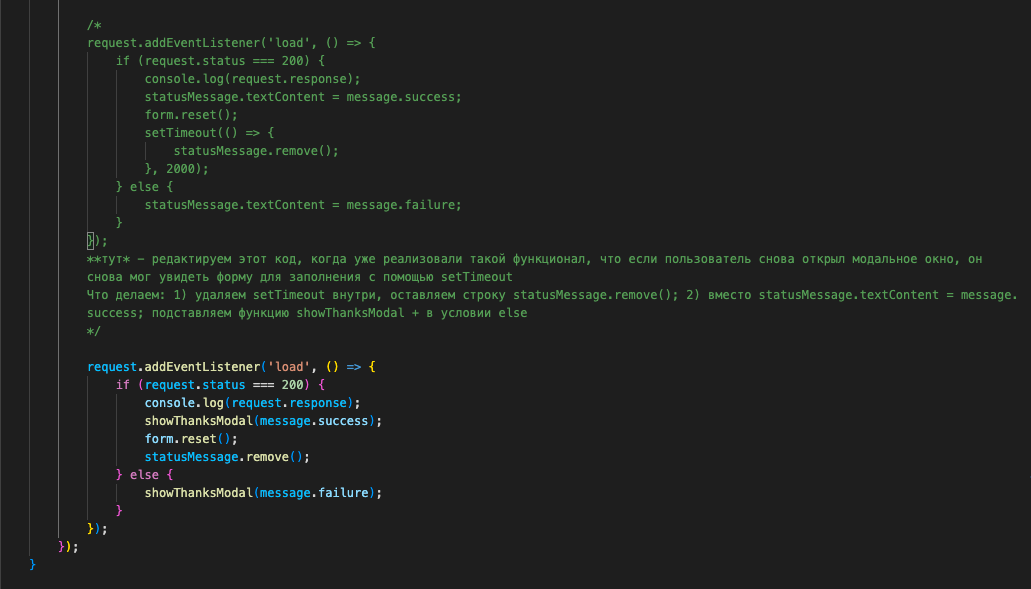 /*
request.addEventListener('load', () => {
if (request.status === 200) {
console.log(request.response);
statusMessage.textContent = message.success;
form.reset();
setTimeout(() => {
statusMessage.remove();
}, 2000);
} else {
statusMessage.textContent = message.failure;
}
});
**тут* – редактируем этот код, когда уже реализовали такой функционал, что если пользователь снова открыл модальное окно, он
снова мог увидеть форму для заполнения с помощью setTimeout
Что делаем: 1) удаляем setTimeout внутри, оставляем строку statusMessage.remove(); 2) вместо statusMessage.textContent = message.
success; подставляем функцию showThanksModal + в условии else
*/
request.addEventListener('load', () => {
if (request.status === 200) {
console.log(request.response);
showThanksModal(message.success);
form.reset();
statusMessage.remove();
} else {
showThanksModal(message.failure);
}
});
});
}